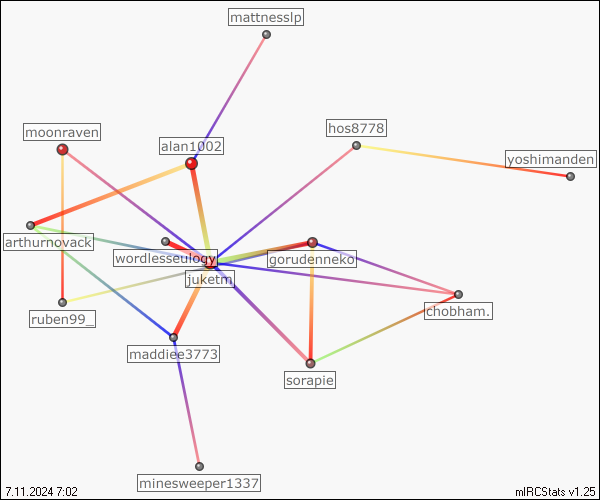 mattnesslp
moonraven
alan1002
hos8778
yoshimanden
arthurnovack
wordlesseulogy
gorudenneko
juketm
ruben99_
chobham.
maddiee3773
sorapie
minesweeper1337
7.11.2024 7:02
mIRCStats v1.25